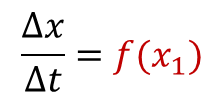 Δx/Δt = f(x₁)